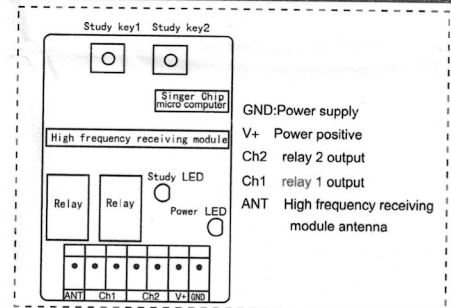 Study key1 Study key2
Singer Chip
micro computer
High frequency receiving module
Study LED
Relay Relay
Power LED
ANT Ch1 Ch2 V+ GND
GND:Power supply
V+ Power positive
Ch2 relay 2 output
Ch1 relay 1 output
ANT High frequency receiving
module antenna